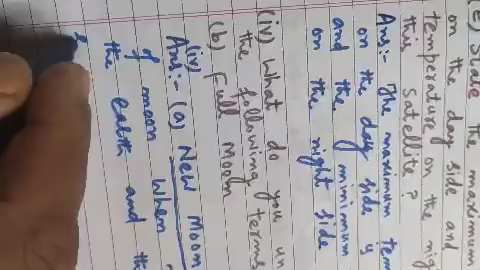 (E) State the maximum
on the day side and
temperature on the nig
this satellite?
Ans:- The maximum tem
on the day side is
and the minimum
on the night side
(iv) What do you un
the following terms
(b) Full Moon
(iv)
Ans:- (a) New Moon
of moon when
the earth and th